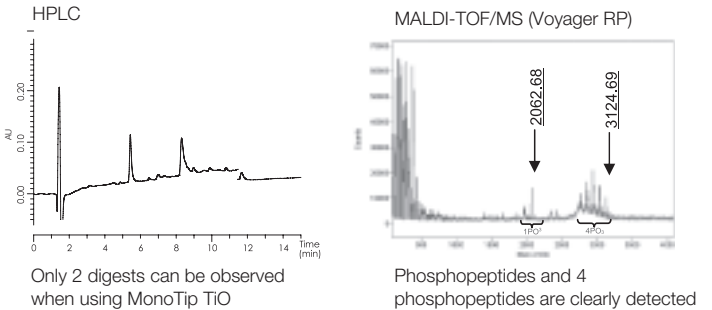 HPLC
MALDI-TOF/MS (Voyager RP)
AU
0.20
0.10
0.00
0 2 4 6 8 10 12 14 Time (min)
2062.68
3124.69
1PO³
4PO₃
Only 2 digests can be observed
when using MonoTip TiO
Phosphopeptides and 4
phosphopeptides are clearly detected